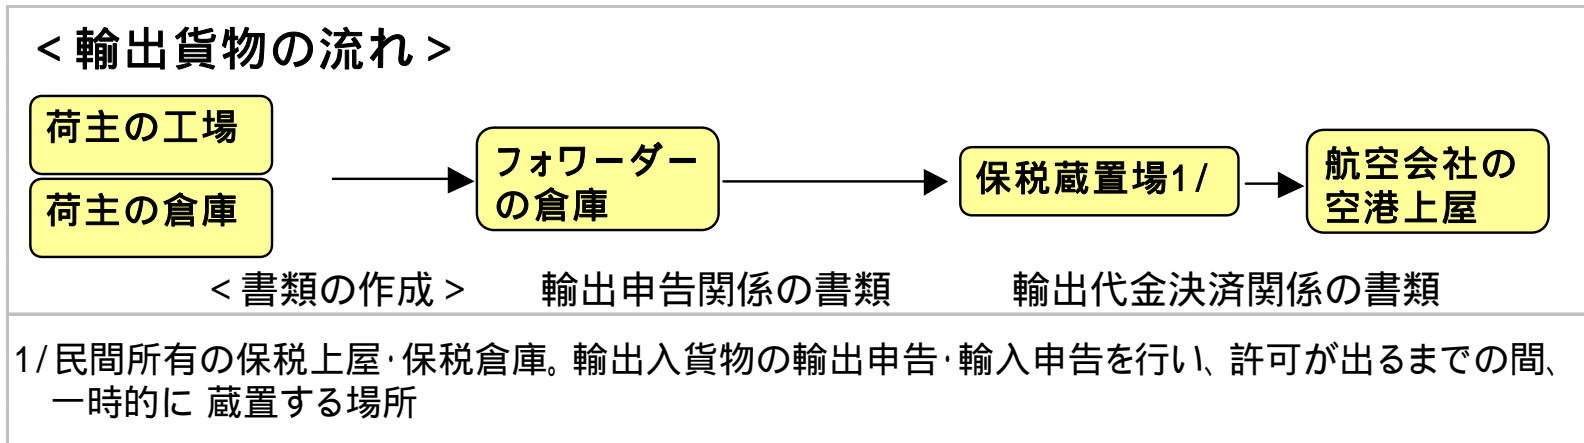 <輸出貨物の流れ>
荷主の工場
荷主の倉庫
フォワーダー
の倉庫
保税蔵置場1/
航空会社の
空港上屋
<書類の作成> 輸出申告関係の書類 輸出代金決済関係の書類
1/民間所有の保税上屋･保税倉庫。輸出入貨物の輸出申告･輸入申告を行い、許可が出るまでの間、
一時的に 蔵置する場所